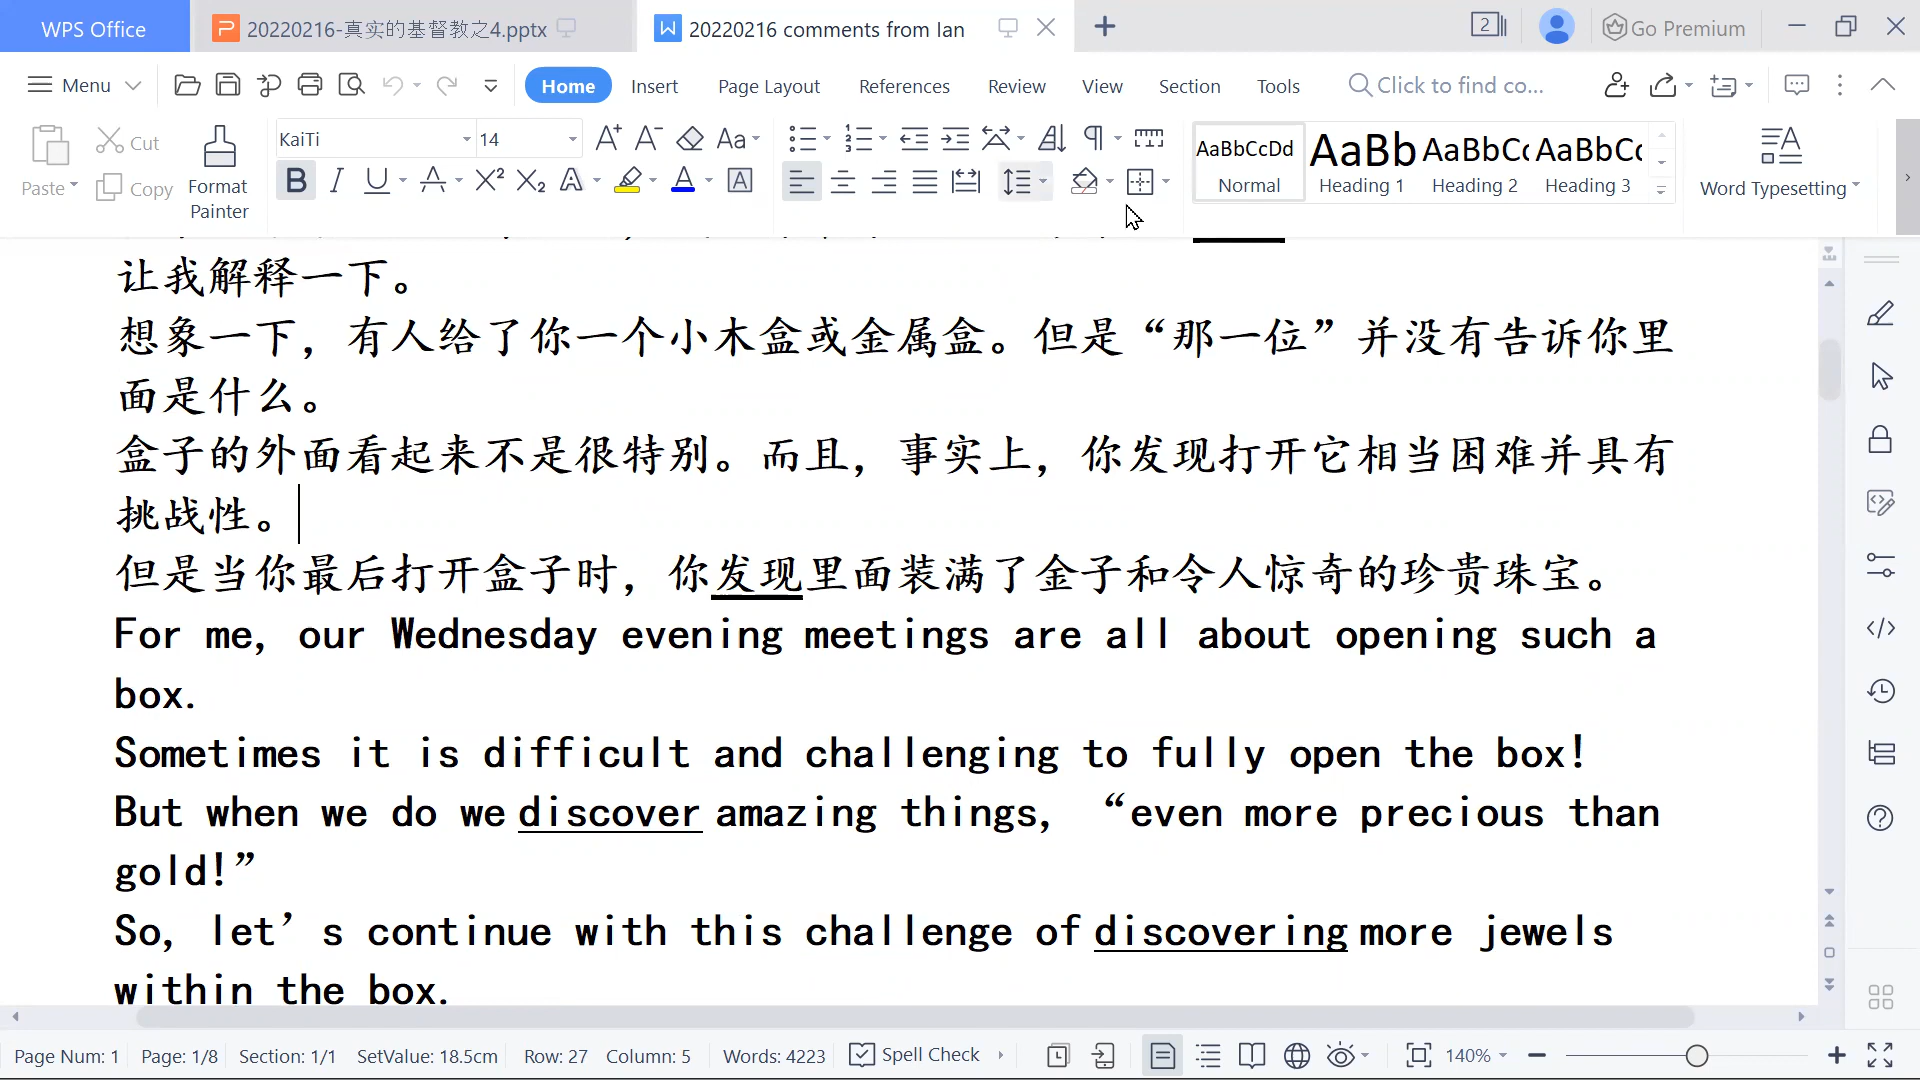 WPS Office
20220216-真实的基督教之4.pptx
20220216 comments from Ian
2
Go Premium
Menu
Home
Insert
Page Layout
References
Review
View
Section
Tools
Click to find co...
Paste
Cut
Copy
Format Painter
KaiTi
14
AaBbCcDd
Normal
AaBb
Heading 1
AaBbC
Heading 2
AaBbC
Heading 3
Word Typesetting
让我解释一下。
想象一下，有人给了你一个小木盒或金属盒。但是“那一位”并没有告诉你里
面是什么。
盒子的外面看起来不是很特别。而且，事实上，你发现打开它相当困难并具有
挑战性。
但是当你最后打开盒子时，你发现里面装满了金子和令人惊奇的珍贵珠宝。
For me, our Wednesday evening meetings are all about opening such a
box.
Sometimes it is difficult and challenging to fully open the box!
But when we do we discover amazing things, “even more precious than
gold!”
So, let’s continue with this challenge of discovering more jewels
within the box.
Page Num: 1
Page: 1/8
Section: 1/1
SetValue: 18.5cm
Row: 27
Column: 5
Words: 4223
Spell Check
140%